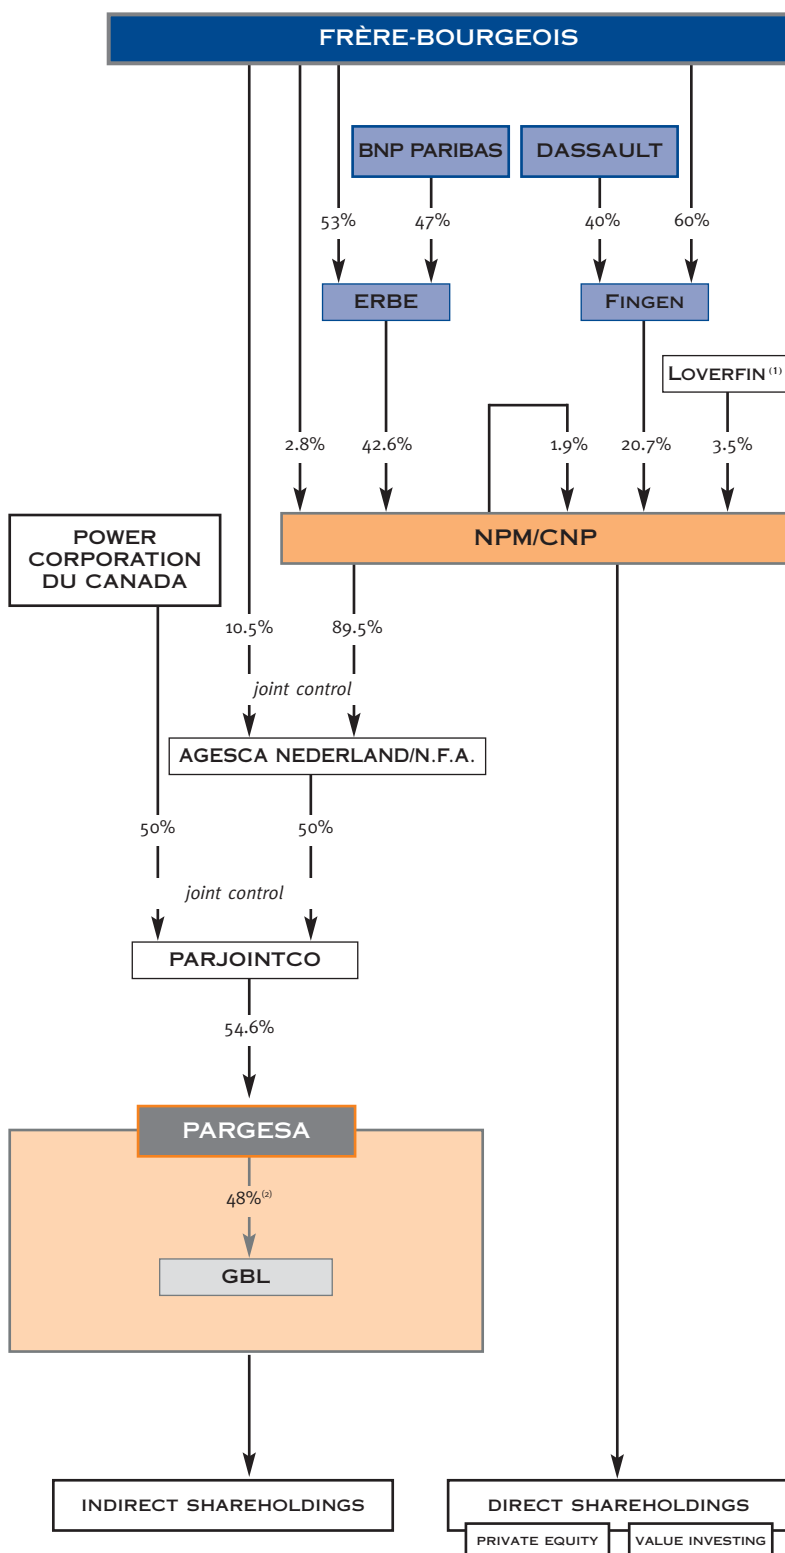 FRÈRE-BOURGEOIS
BNP PARIBAS
DASSAULT
53%
47%
40%
60%
ERBE
FINGEN
LOVERFIN (1)
2.8%
42.6%
1.9%
20.7%
3.5%
POWER
CORPORATION
DU CANADA
NPM/CNP
10.5%
89.5%
joint control
AGESCA NEDERLAND/N.F.A.
50%
50%
joint control
PARJOINTCO
54.6%
PARGESA
48%(2)
GBL
INDIRECT SHAREHOLDINGS
DIRECT SHAREHOLDINGS
PRIVATE EQUITY
VALUE INVESTING